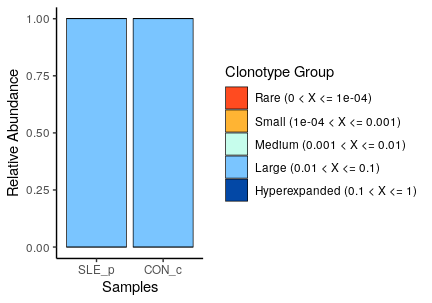 1.00
0.75
0.50
0.25
0.00
Relative Abundance
SLE_p
CON_c
Samples
Clonotype Group
Rare (0 < X <= 1e-04)
Small (1e-04 < X <= 0.001)
Medium (0.001 < X <= 0.01)
Large (0.01 < X <= 0.1)
Hyperexpanded (0.1 < X <= 1)